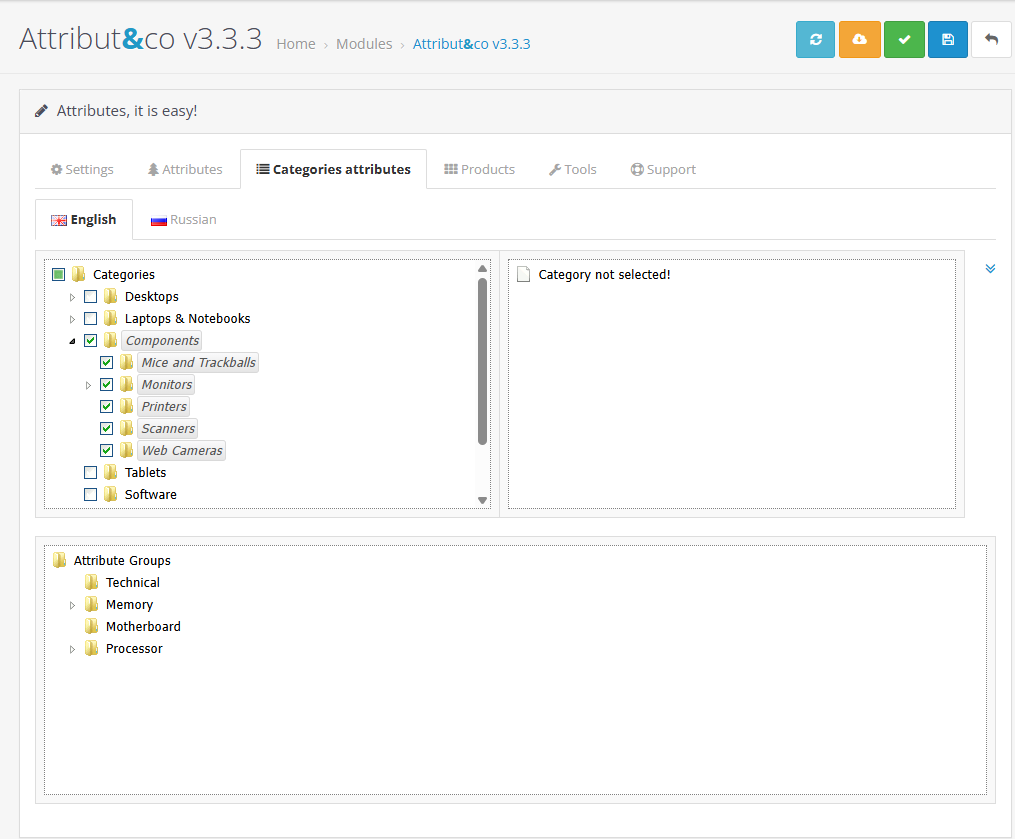 Attribut&co v3.3.3 Home › Modules › Attribut&co v3.3.3
Attributes, it is easy!
Settings Attributes Categories attributes Products Tools Support
English Russian
Categories
Desktops
Laptops & Notebooks
Components
Mice and Trackballs
Monitors
Printers
Scanners
Web Cameras
Tablets
Software
Category not selected!
Attribute Groups
Technical
Memory
Motherboard
Processor